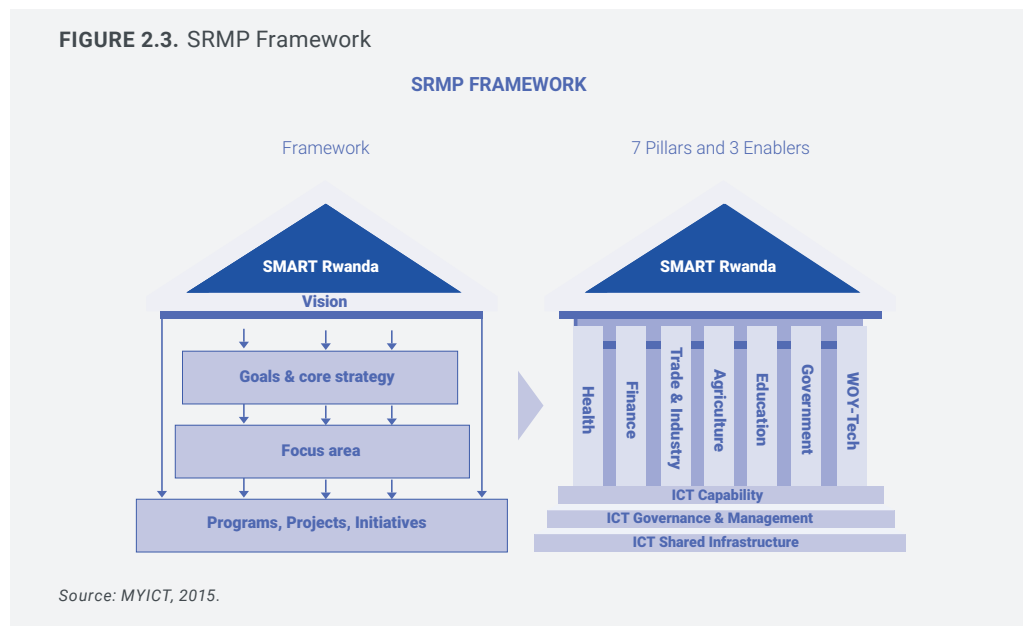 FIGURE 2.3. SRMP Framework
SRMP FRAMEWORK
Framework
SMART Rwanda
Vision
Goals & core strategy
Focus area
Programs, Projects, Initiatives
7 Pillars and 3 Enablers
SMART Rwanda
Health
Finance
Trade & Industry
Agriculture
Education
Government
WOY-Tech
ICT Capability
ICT Governance & Management
ICT Shared Infrastructure
Source: MYICT, 2015.